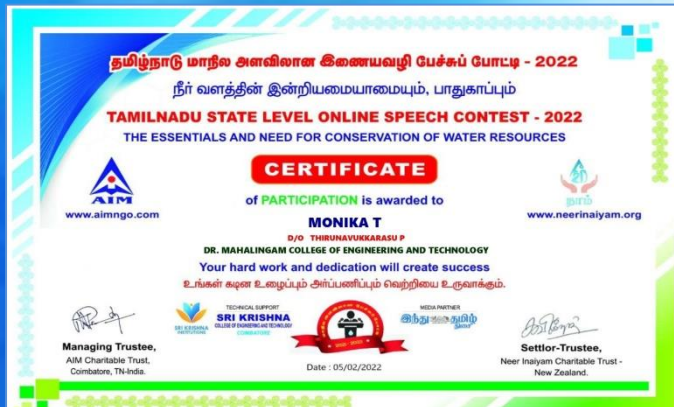 தமிழ்நாடு மாநில அளவிலான இணையவழி பேச்சுப் போட்டி - 2022
நீர் வளத்தின் இன்றியமையாமையும், பாதுகாப்பும்
TAMILNADU STATE LEVEL ONLINE SPEECH CONTEST - 2022
THE ESSENTIALS AND NEED FOR CONSERVATION OF WATER RESOURCES
CERTIFICATE
AIM
www.aimngo.com
நாம்
www.neerinaiyam.org
of PARTICIPATION is awarded to
MONIKA T
D/O THIRUNAVUKKARASU P
DR. MAHALINGAM COLLEGE OF ENGINEERING AND TECHNOLOGY
Your hard work and dedication will create success
உங்கள் கடின உழைப்பும் அர்ப்பணிப்பும் வெற்றியை உருவாக்கும்.
Managing Trustee,
AIM Charitable Trust,
Coimbatore, TN-India.
SRI KRISHNA
INSTITUTIONS
TECHNICAL SUPPORT
SRI KRISHNA
COLLEGE OF ENGINEERING AND TECHNOLOGY
COIMBATORE
Date : 05/02/2022
MEDIA PARTNER
இந்து தமிழ்
திசை
Settlor-Trustee,
Neer Inaiyam Charitable Trust -
New Zealand.